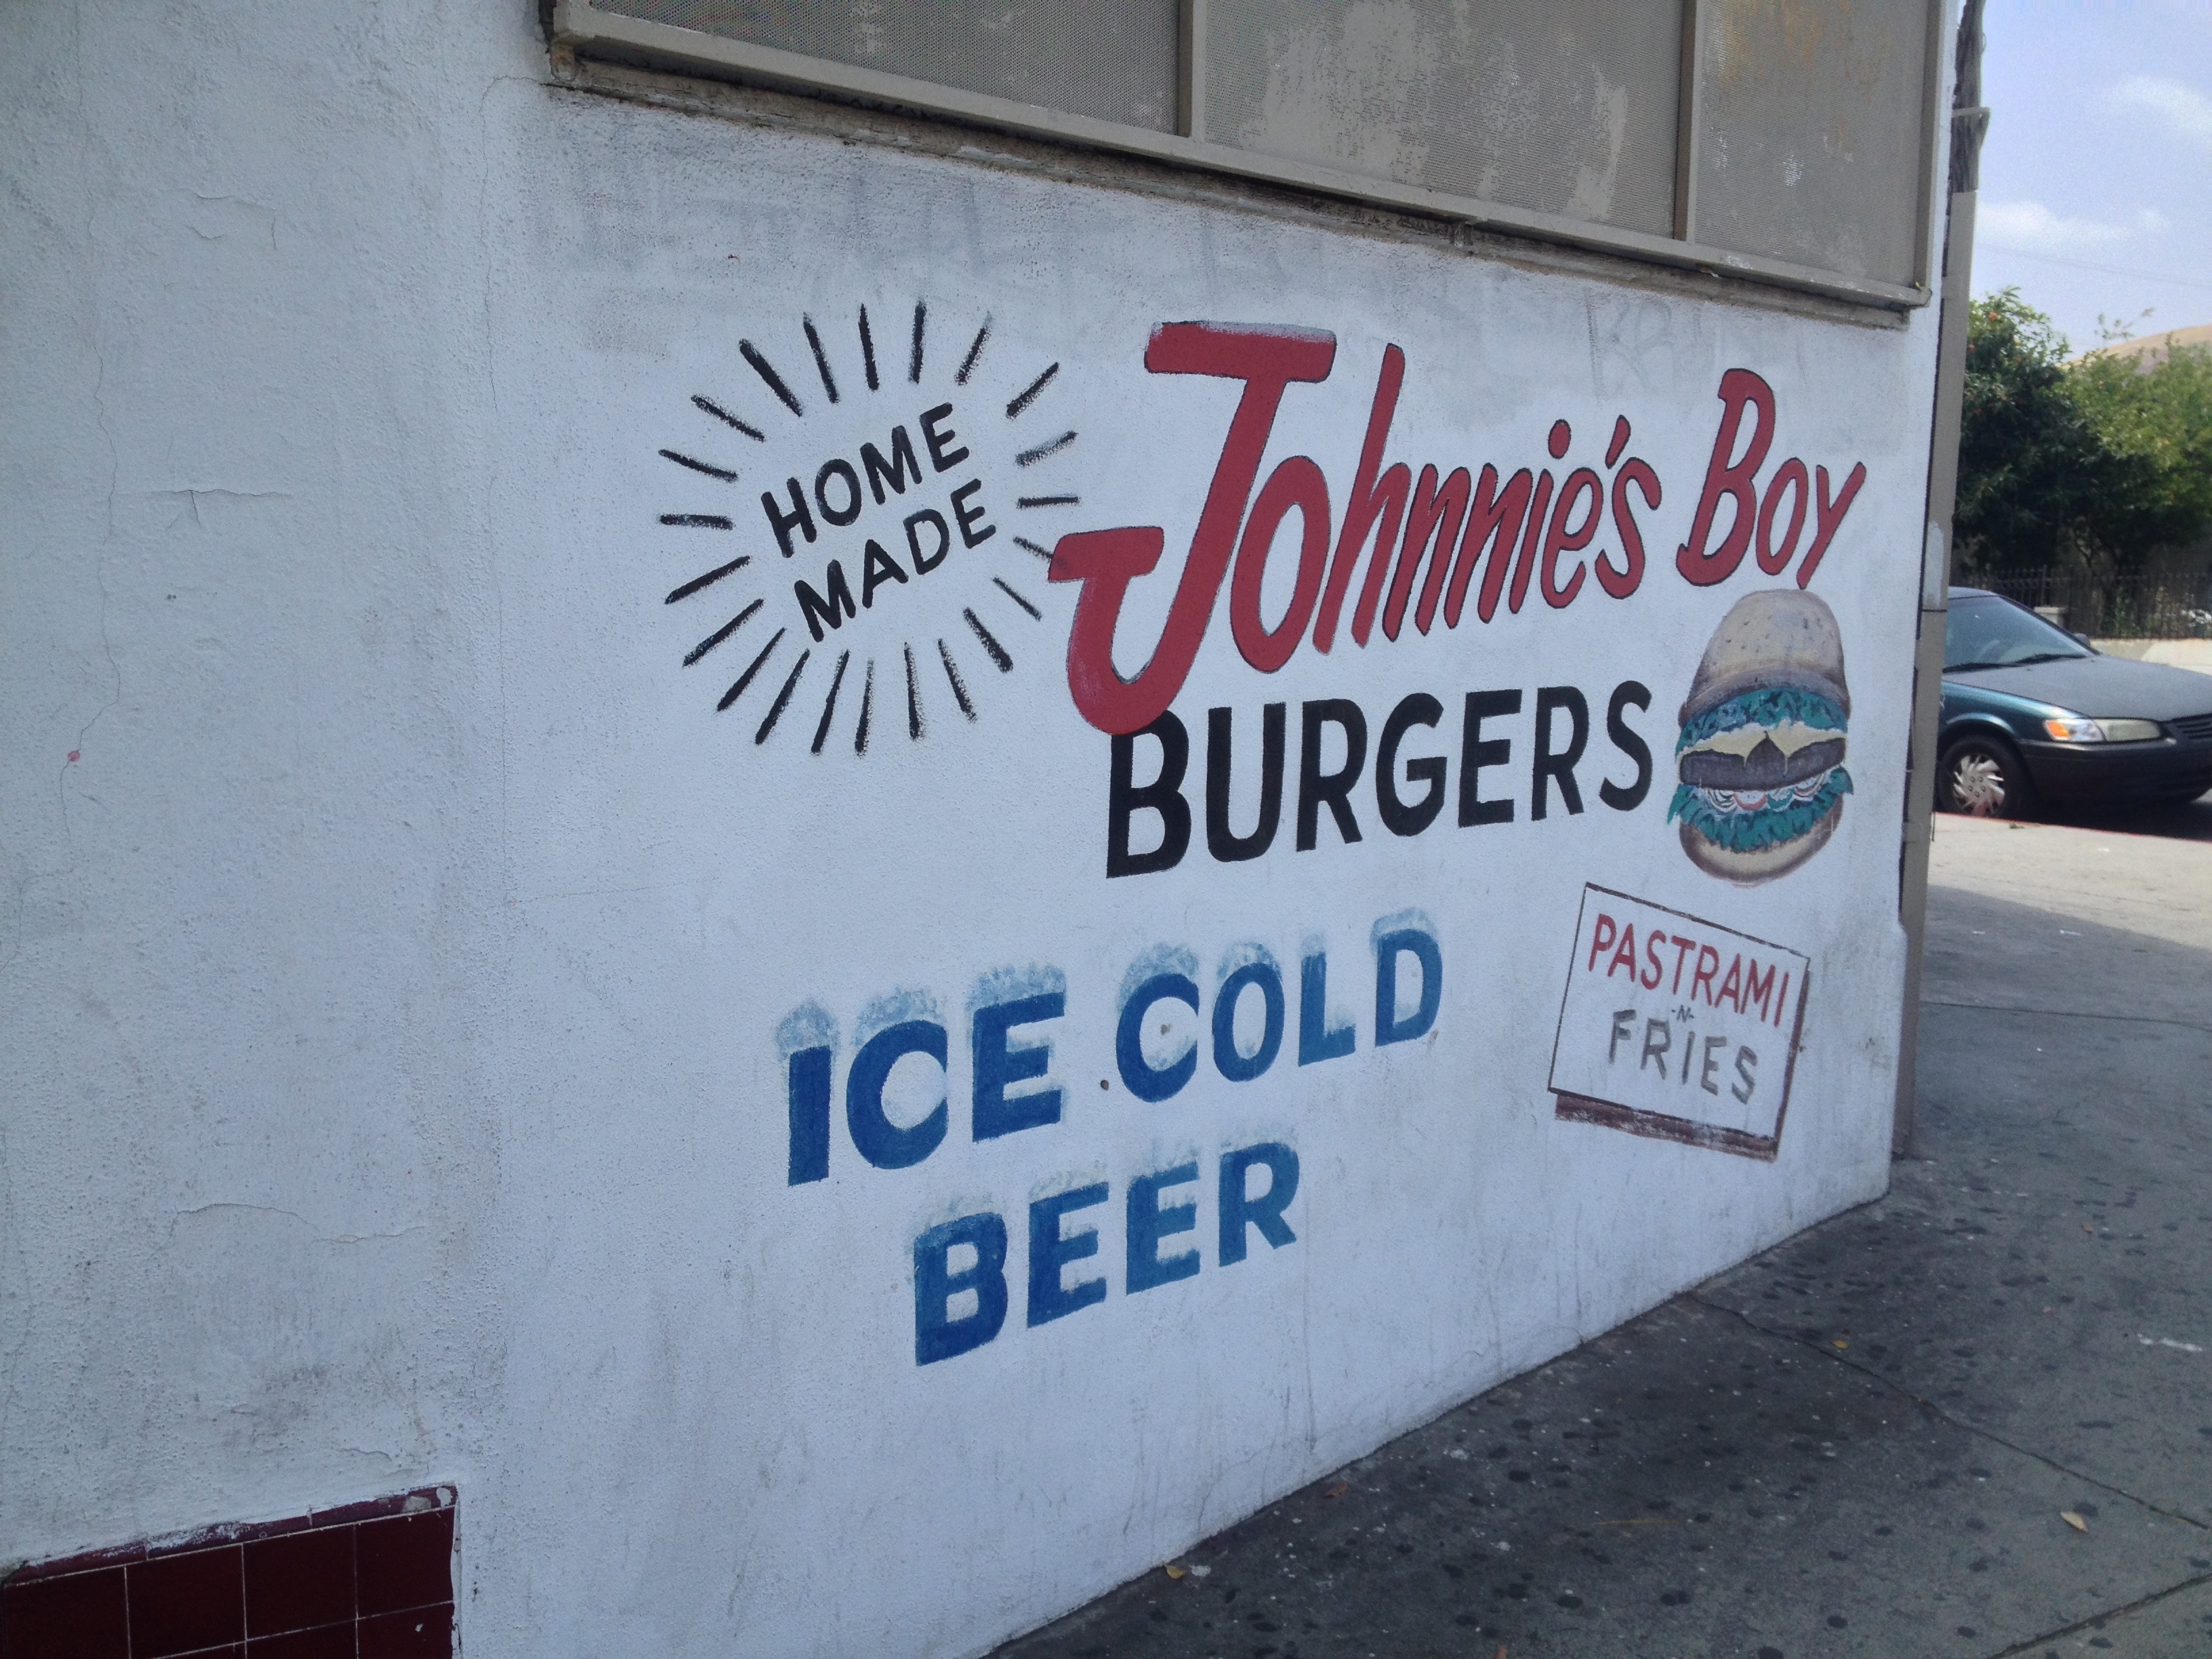 HOME
MADE
Johnnie's Boy
BURGERS
ICE COLD
BEER
PASTRAMI
-N-
FRIES